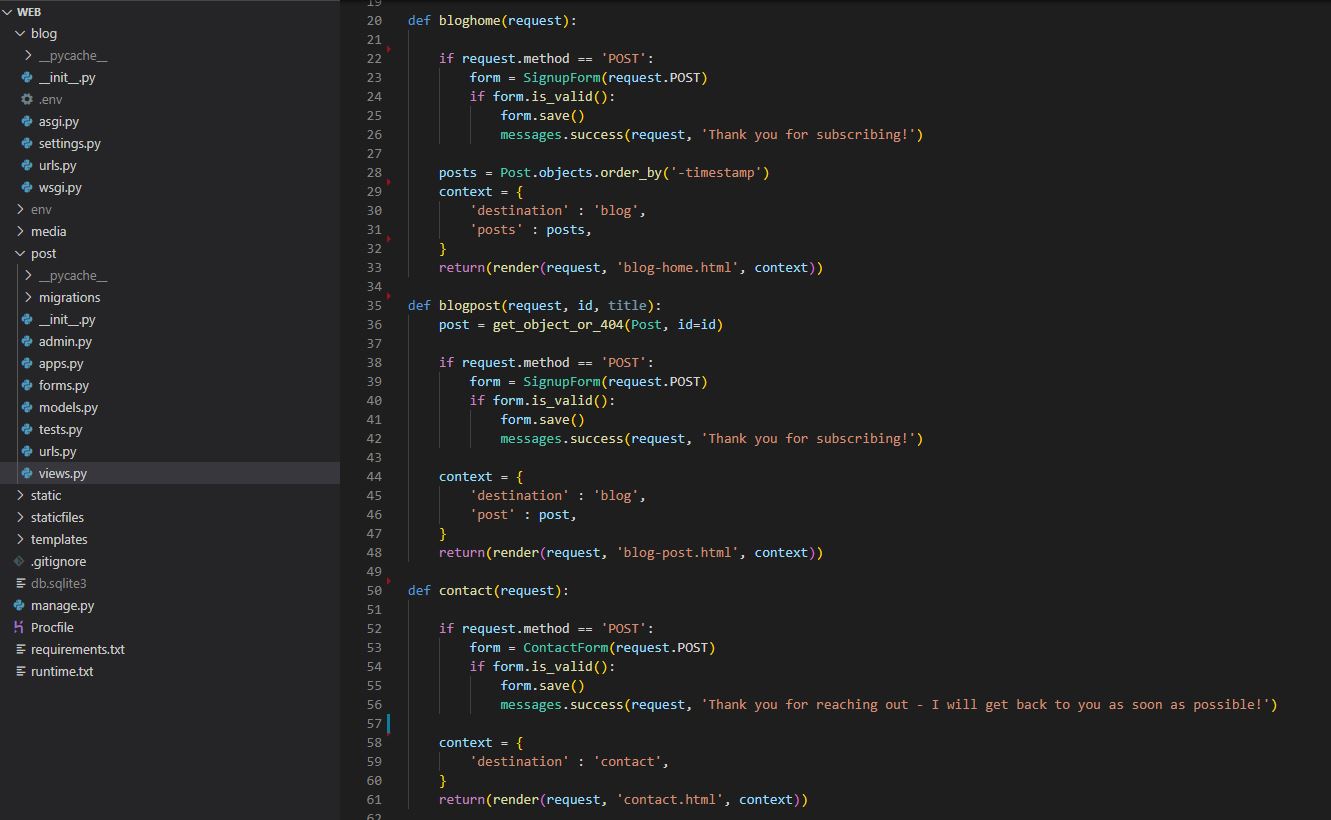 WEB
blog
__pycache__
__init__.py
.env
asgi.py
settings.py
urls.py
wsgi.py
env
media
post
__pycache__
migrations
__init__.py
admin.py
apps.py
forms.py
models.py
tests.py
urls.py
views.py
static
staticfiles
templates
.gitignore
db.sqlite3
manage.py
Procfile
requirements.txt
runtime.txt
19
20 def bloghome(request):
21
22     if request.method == 'POST':
23         form = SignupForm(request.POST)
24         if form.is_valid():
25             form.save()
26             messages.success(request, 'Thank you for subscribing!')
27
28     posts = Post.objects.order_by('-timestamp')
29     context = {
30         'destination' : 'blog',
31         'posts' : posts,
32     }
33     return(render(request, 'blog-home.html', context))
34
35 def blogpost(request, id, title):
36     post = get_object_or_404(Post, id=id)
37
38     if request.method == 'POST':
39         form = SignupForm(request.POST)
40         if form.is_valid():
41             form.save()
42             messages.success(request, 'Thank you for subscribing!')
43
44     context = {
45         'destination' : 'blog',
46         'post' : post,
47     }
48     return(render(request, 'blog-post.html', context))
49
50 def contact(request):
51
52     if request.method == 'POST':
53         form = ContactForm(request.POST)
54         if form.is_valid():
55             form.save()
56             messages.success(request, 'Thank you for reaching out - I will get back to you as soon as possible!')
57
58     context = {
59         'destination' : 'contact',
60     }
61     return(render(request, 'contact.html', context))
62